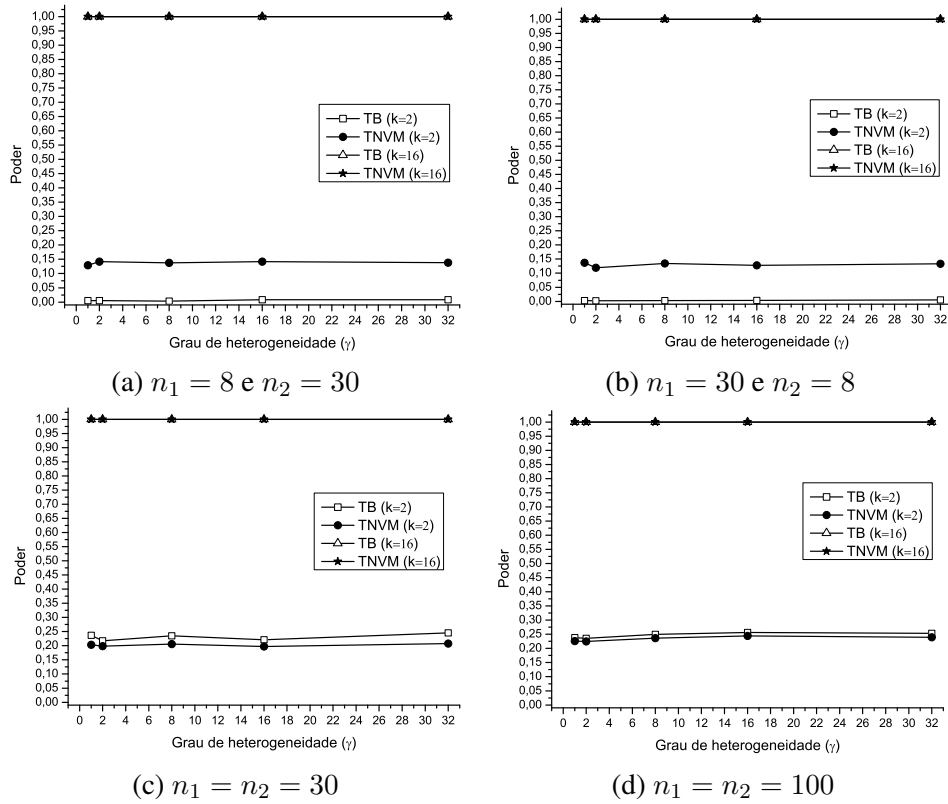 1,00
0,95
0,90
0,85
0,80
0,75
0,70
0,65
0,60
0,55
0,50
0,45
0,40
0,35
0,30
0,25
0,20
0,15
0,10
0,05
0,00
Poder
TB (k=2)
TNVM (k=2)
TB (k=16)
TNVM (k=16)
0 2 4 6 8 10 12 14 16 18 20 22 24 26 28 30 32
Grau de heterogeneidade (γ)
(a) n₁ = 8 e n₂ = 30
1,00
0,95
0,90
0,85
0,80
0,75
0,70
0,65
0,60
0,55
0,50
0,45
0,40
0,35
0,30
0,25
0,20
0,15
0,10
0,05
0,00
Poder
TB (k=2)
TNVM (k=2)
TB (k=16)
TNVM (k=16)
0 2 4 6 8 10 12 14 16 18 20 22 24 26 28 30 32
Grau de heterogeneidade (γ)
(b) n₁ = 30 e n₂ = 8
1,00
0,95
0,90
0,85
0,80
0,75
0,70
0,65
0,60
0,55
0,50
0,45
0,40
0,35
0,30
0,25
0,20
0,15
0,10
0,05
0,00
Poder
TB (k=2)
TNVM (k=2)
TB (k=16)
TNVM (k=16)
0 2 4 6 8 10 12 14 16 18 20 22 24 26 28 30 32
Grau de heterogeneidade (γ)
(c) n₁ = n₂ = 30
1,00
0,95
0,90
0,85
0,80
0,75
0,70
0,65
0,60
0,55
0,50
0,45
0,40
0,35
0,30
0,25
0,20
0,15
0,10
0,05
0,00
Poder
TB (k=2)
TNVM (k=2)
TB (k=16)
TNVM (k=16)
0 2 4 6 8 10 12 14 16 18 20 22 24 26 28 30 32
Grau de heterogeneidade (γ)
(d) n₁ = n₂ = 100